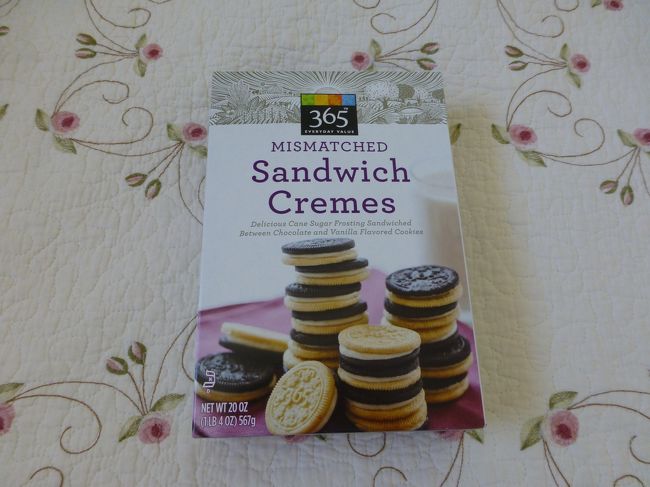 365™
EVERYDAY VALUE
MISMATCHED
Sandwich
Cremes
Delicious Cane Sugar Frosting Sandwiched
Between Chocolate and Vanilla Flavored Cookies
NET WT 20 OZ
(1 LB 4 OZ) 567g